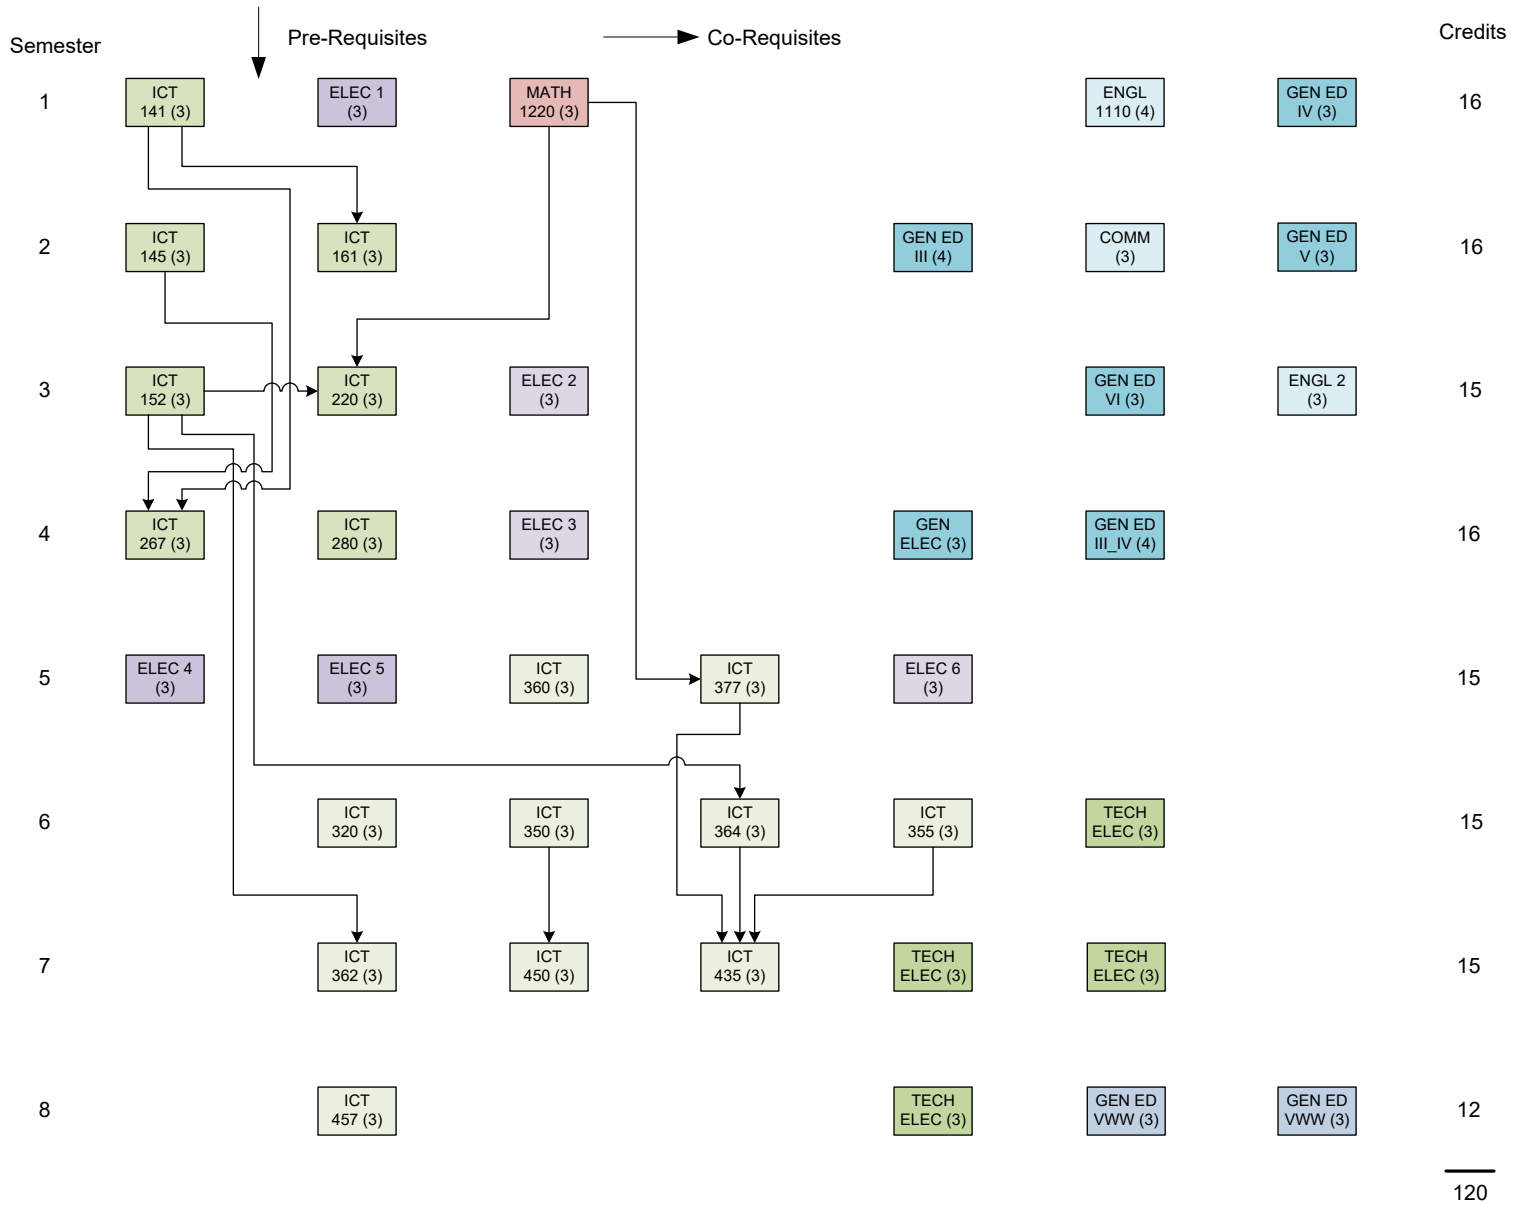 Semester
Pre-Requisites
Co-Requisites
Credits
1
ICT
141 (3)
ELEC 1
(3)
MATH
1220 (3)
ENGL
1110 (4)
GEN ED
IV (3)
16
2
ICT
145 (3)
ICT
161 (3)
GEN ED
III (4)
COMM
(3)
GEN ED
V (3)
16
3
ICT
152 (3)
ICT
220 (3)
ELEC 2
(3)
GEN ED
VI (3)
ENGL 2
(3)
15
4
ICT
267 (3)
ICT
280 (3)
ELEC 3
(3)
GEN
ELEC (3)
GEN ED
III_IV (4)
16
5
ELEC 4
(3)
ELEC 5
(3)
ICT
360 (3)
ICT
377 (3)
ELEC 6
(3)
15
6
ICT
320 (3)
ICT
350 (3)
ICT
364 (3)
ICT
355 (3)
TECH
ELEC (3)
15
7
ICT
362 (3)
ICT
450 (3)
ICT
435 (3)
TECH
ELEC (3)
TECH
ELEC (3)
15
8
ICT
457 (3)
TECH
ELEC (3)
GEN ED
VWW (3)
GEN ED
VWW (3)
12
120